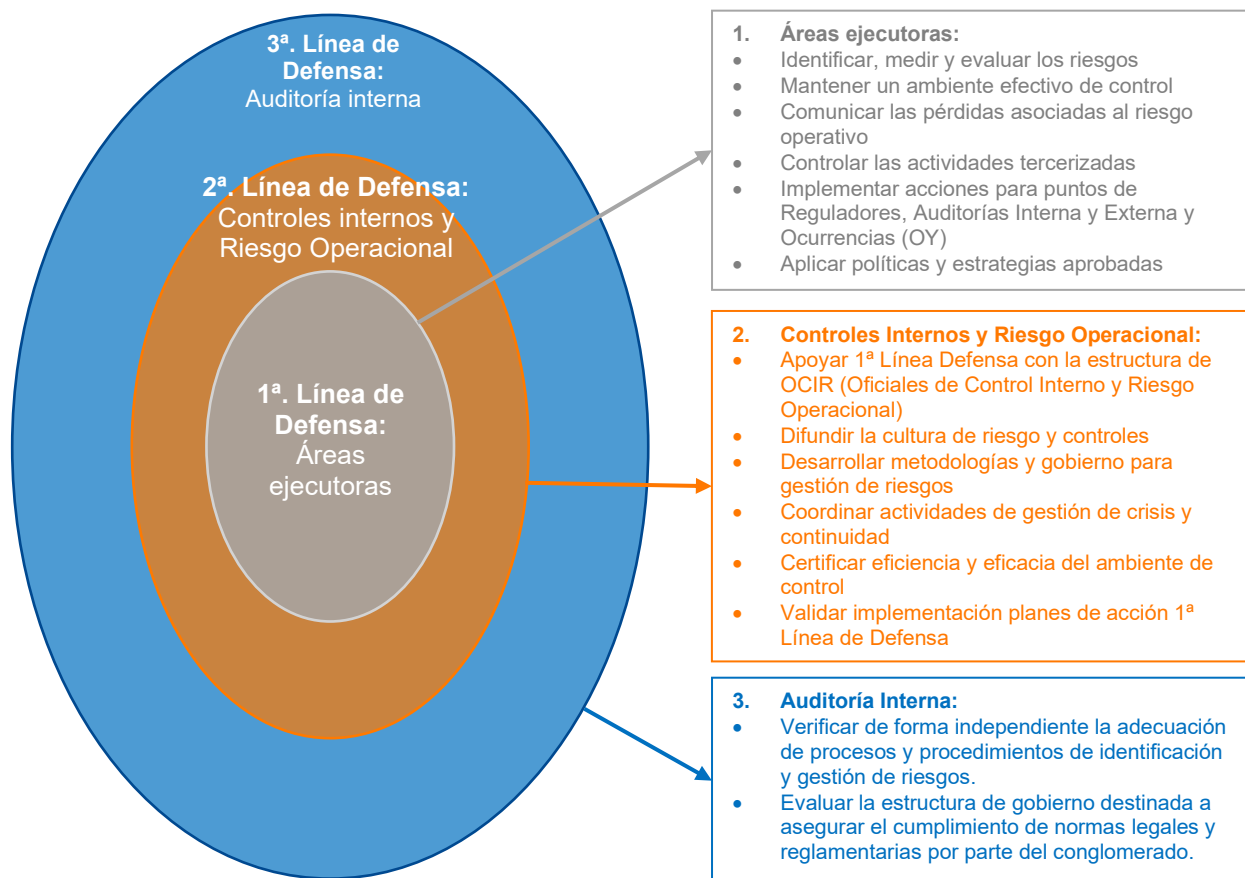 3ª. Línea de
Defensa:
Auditoría interna
2ª. Línea de Defensa:
Controles internos y
Riesgo Operacional
1ª. Línea de
Defensa:
Áreas
ejecutoras
1. Áreas ejecutoras:
• Identificar, medir y evaluar los riesgos
• Mantener un ambiente efectivo de control
• Comunicar las pérdidas asociadas al riesgo
operativo
• Controlar las actividades tercerizadas
• Implementar acciones para puntos de
Reguladores, Auditorías Interna y Externa y
Ocurrencias (OY)
• Aplicar políticas y estrategias aprobadas
2. Controles Internos y Riesgo Operacional:
• Apoyar 1ª Línea Defensa con la estructura de
OCIR (Oficiales de Control Interno y Riesgo
Operacional)
• Difundir la cultura de riesgo y controles
• Desarrollar metodologías y gobierno para
gestión de riesgos
• Coordinar actividades de gestión de crisis y
continuidad
• Certificar eficiencia y eficacia del ambiente de
control
• Validar implementación planes de acción 1ª
Línea de Defensa
3. Auditoría Interna:
• Verificar de forma independiente la adecuación
de procesos y procedimientos de identificación
y gestión de riesgos.
• Evaluar la estructura de gobierno destinada a
asegurar el cumplimiento de normas legales y
reglamentarias por parte del conglomerado.